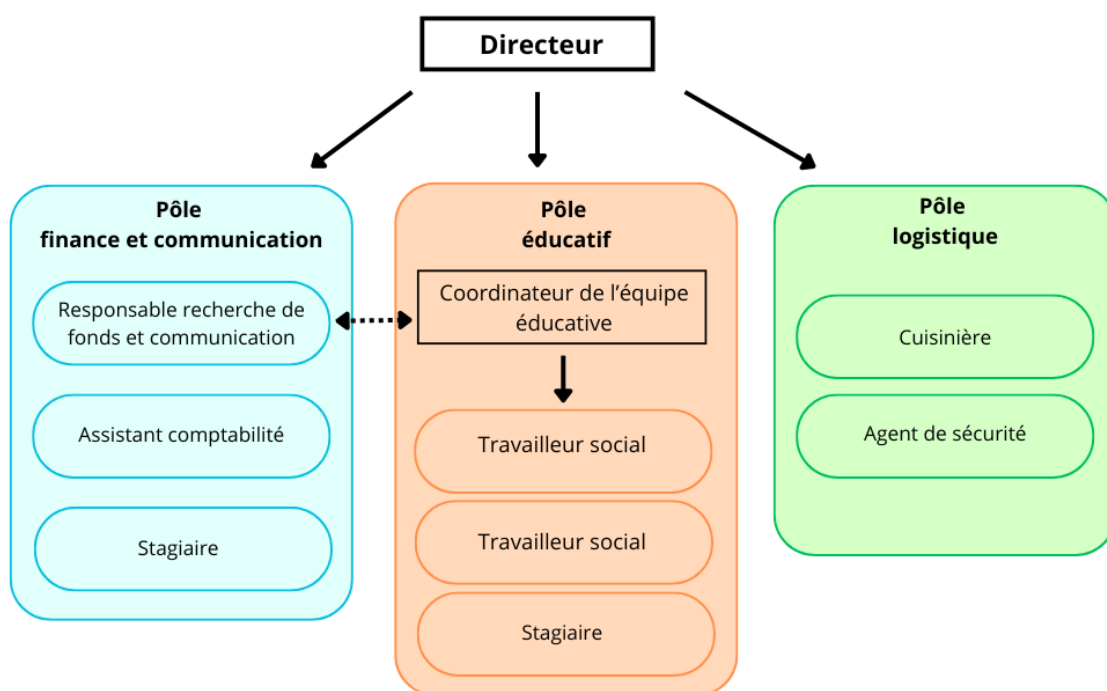 Directeur
Pôle
finance et communication
Responsable recherche de
fonds et communication
Assistant comptabilité
Stagiaire
Pôle
éducatif
Coordinateur de l'équipe
éducative
Travailleur social
Travailleur social
Stagiaire
Pôle
logistique
Cuisinière
Agent de sécurité